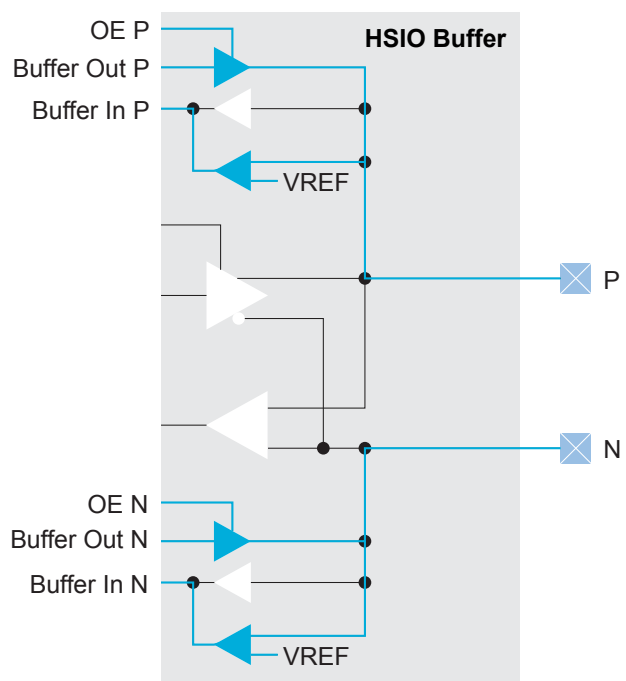 OE P
HSIO Buffer
Buffer Out P
Buffer In P
VREF
P
N
OE N
Buffer Out N
Buffer In N
VREF